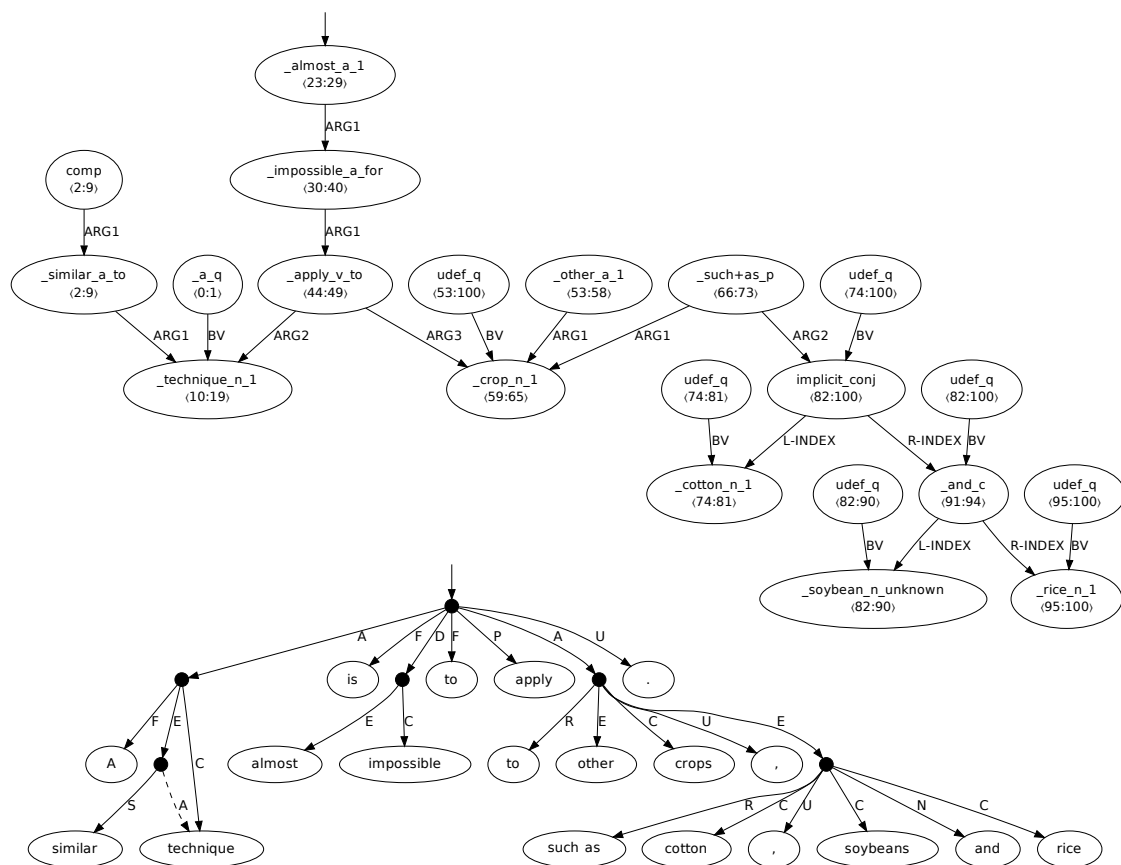 _almost_a_1
⟨23:29⟩
ARG1
comp
⟨2:9⟩
_impossible_a_for
⟨30:40⟩
ARG1
ARG1
_similar_a_to
⟨2:9⟩
_a_q
⟨0:1⟩
_apply_v_to
⟨44:49⟩
udef_q
⟨53:100⟩
_other_a_1
⟨53:58⟩
_such+as_p
⟨66:73⟩
udef_q
⟨74:100⟩
ARG1
BV
ARG2
ARG3
BV
ARG1
ARG1
ARG2
BV
_technique_n_1
⟨10:19⟩
_crop_n_1
⟨59:65⟩
udef_q
⟨74:81⟩
implicit_conj
⟨82:100⟩
udef_q
⟨82:100⟩
BV
L-INDEX
R-INDEX
BV
_cotton_n_1
⟨74:81⟩
udef_q
⟨82:90⟩
_and_c
⟨91:94⟩
udef_q
⟨95:100⟩
BV
L-INDEX
R-INDEX
BV
_soybean_n_unknown
⟨82:90⟩
_rice_n_1
⟨95:100⟩
A
F
D
F
P
A
U
is
to
apply
.
F
E
C
E
C
R
E
C
U
E
A
almost
impossible
to
other
crops
,
S
A
R
C
U
C
N
C
similar
technique
such as
cotton
,
soybeans
and
rice